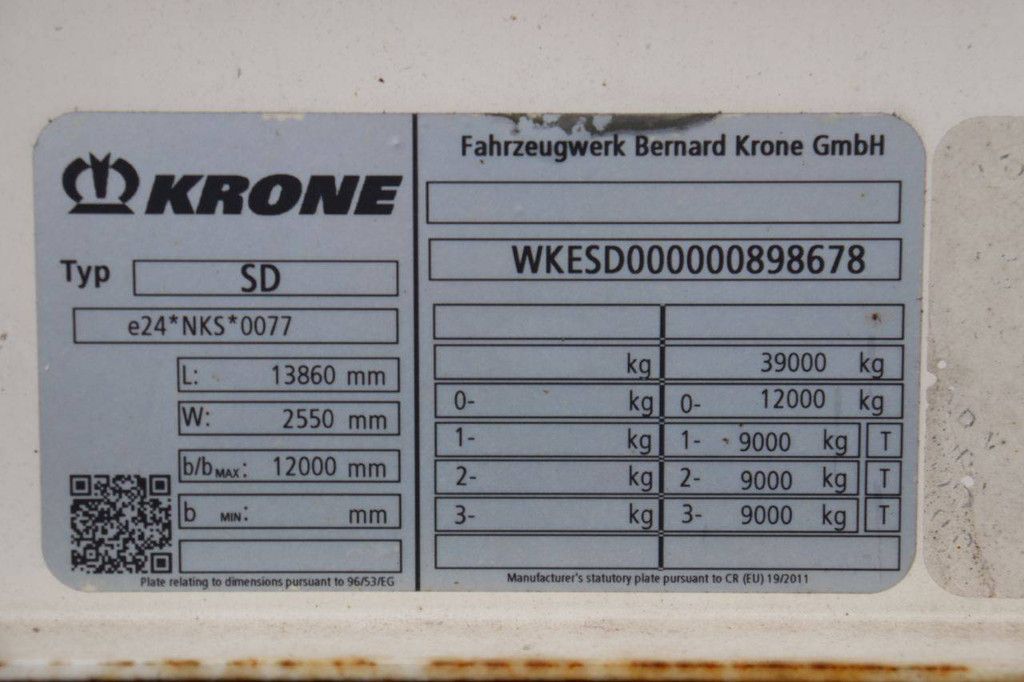 KRONE
Typ SD
e24*NKS*0077
L: 13860 mm
W: 2550 mm
b/b MAX: 12000 mm
b MIN: mm
Plate relating to dimensions pursuant to 96/53/EG
Fahrzeugwerk Bernard Krone GmbH
WKESD000000898678
kg 39000 kg
0- kg 0- 12000 kg
1- kg 1- 9000 kg T
2- kg 2- 9000 kg T
3- kg 3- 9000 kg T
Manufacturer's statutory plate pursuant to CR (EU) 19/2011